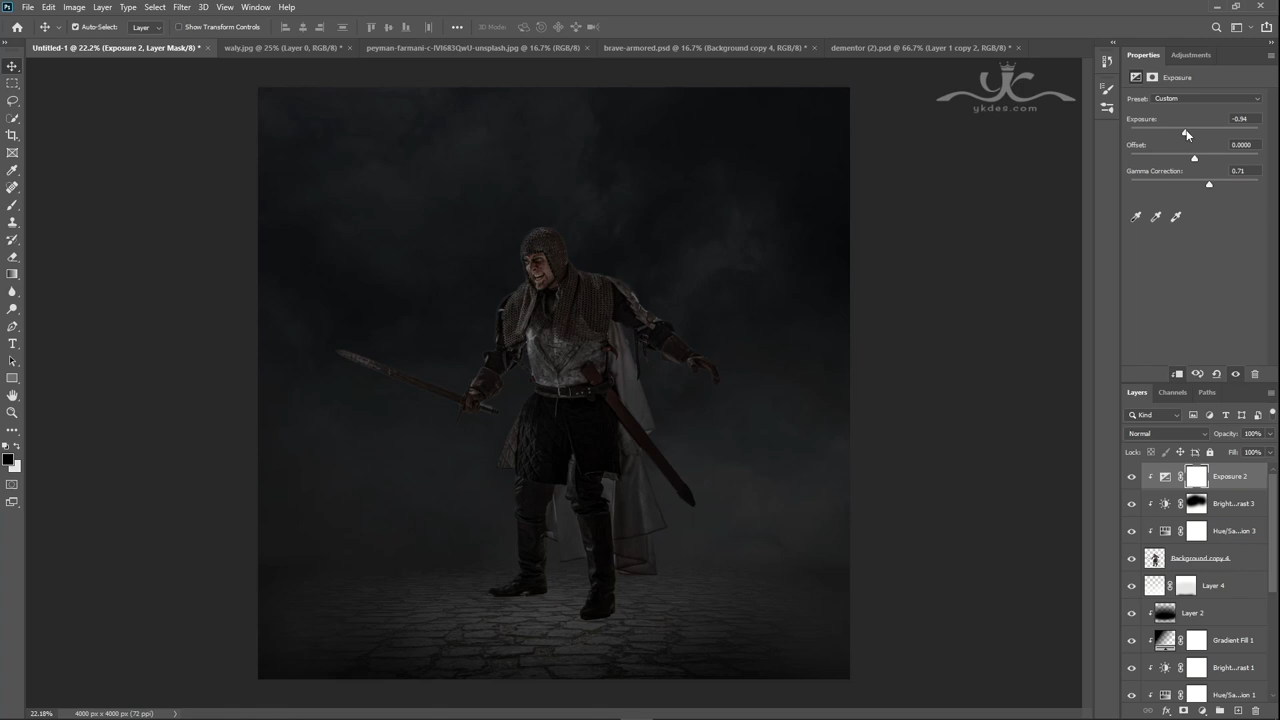 File Edit Image Layer Type Select Filter 3D View Window Help
Auto-Select: Layer Show Transform Controls 3D Mode:
Untitled-1 @ 22.2% (Exposure 2, Layer Mask/8) * × waly.jpg @ 25% (Layer 0, RGB/8) * × peyman-farmani-c-IVI683QwU-unsplash.jpg @ 16.7% (RGB/8) × brave-armored.psd @ 16.7% (Background copy 4, RGB/8) * × dementor (2).psd @ 66.7% (Layer 1 copy 2, RGB/8) * ×
yc
ykdes.com
Properties Adjustments
Exposure
Preset: Custom
Exposure: -0.94
Offset: 0.0000
Gamma Correction: 0.71
Layers Channels Paths
Kind
Normal Opacity: 100%
Lock: Fill: 100%
Exposure 2
Bright...rast 3
Hue/Sa...ion 3
Background copy 4
Layer 4
Layer 2
Gradient Fill 1
Bright...rast 1
Hue/Sa...ion 1
22.18% 4000 px x 4000 px (72 ppi)